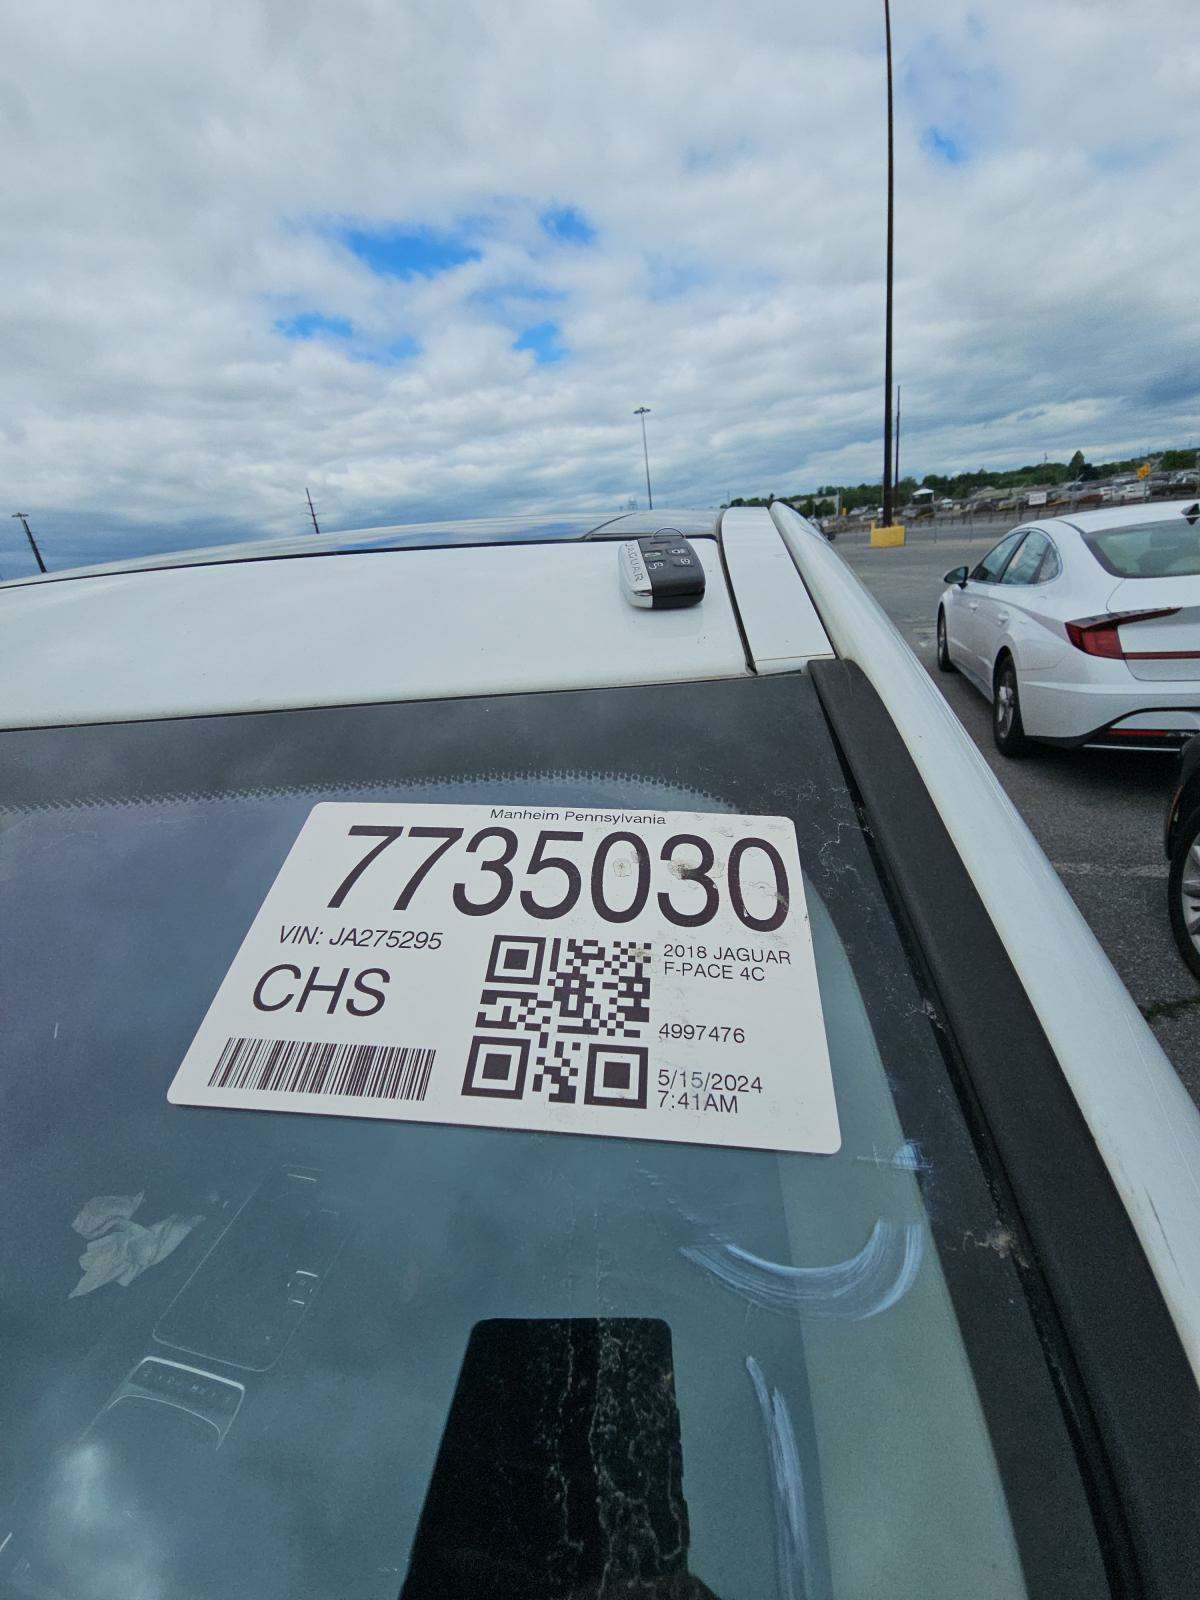 JAGUAR
Manheim Pennsylvania
7735030
VIN: JA275295
CHS
2018 JAGUAR
F-PACE 4C
4997476
5/15/2024
7:41AM